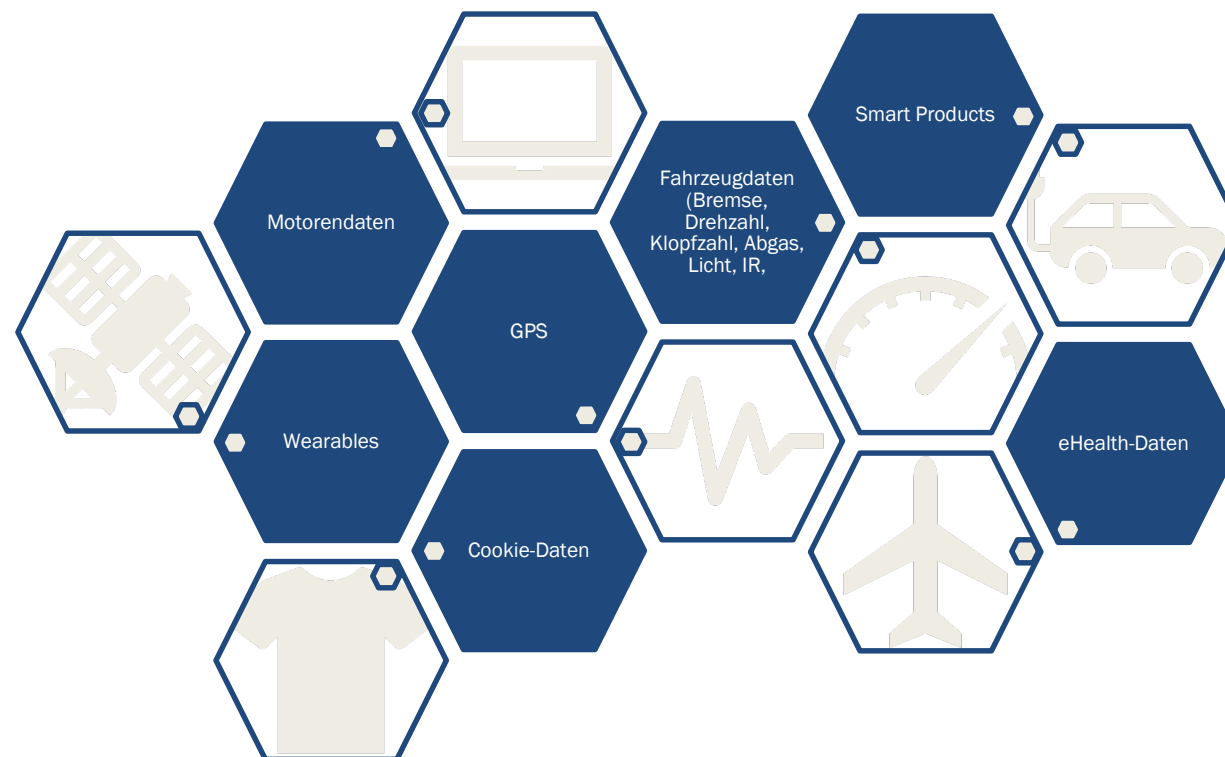 Smart Products
Fahrzeugdaten
(Bremse,
Drehzahl,
Klopfzahl, Abgas,
Licht, IR,
Motorendaten
GPS
Wearables
eHealth-Daten
Cookie-Daten